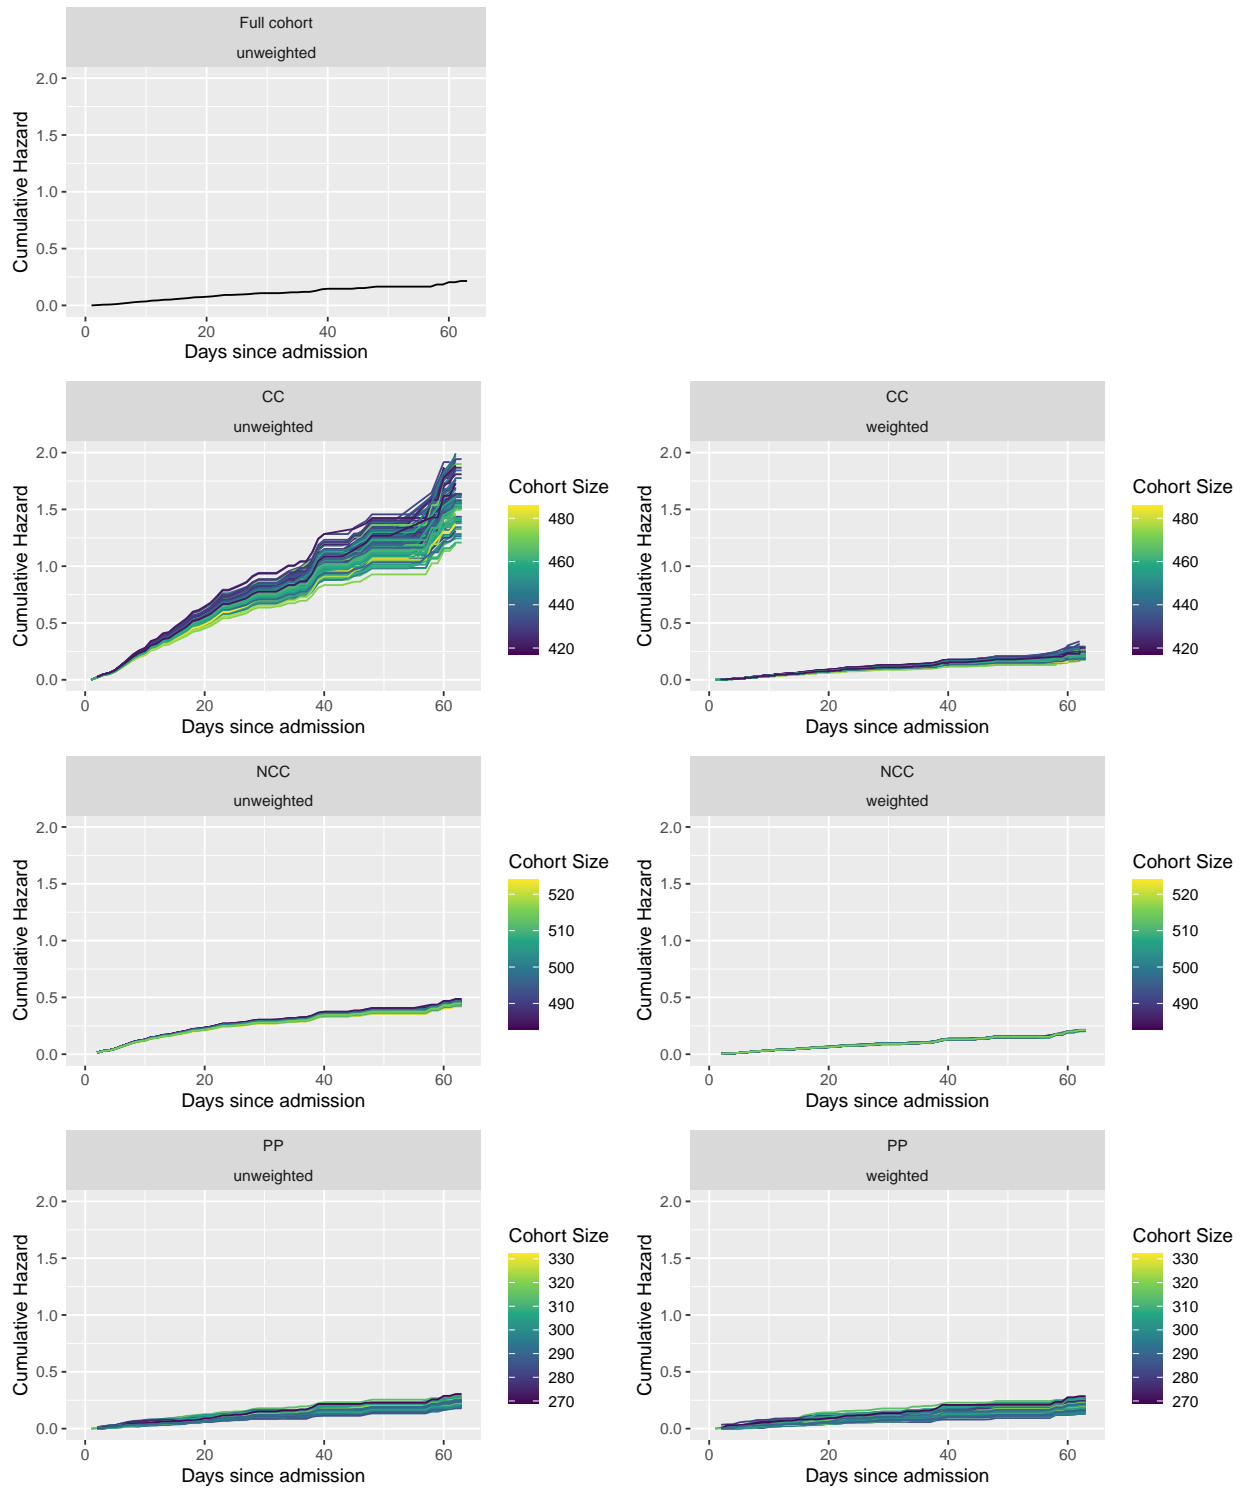 Full cohort
unweighted
2.0
1.5
1.0
0.5
0.0
Cumulative Hazard
0 20 40 60
Days since admission
CC
unweighted
2.0
1.5
1.0
0.5
0.0
Cumulative Hazard
0 20 40 60
Days since admission
Cohort Size
480
460
440
420
CC
weighted
2.0
1.5
1.0
0.5
0.0
Cumulative Hazard
0 20 40 60
Days since admission
Cohort Size
480
460
440
420
NCC
unweighted
2.0
1.5
1.0
0.5
0.0
Cumulative Hazard
0 20 40 60
Days since admission
Cohort Size
520
510
500
490
NCC
weighted
2.0
1.5
1.0
0.5
0.0
Cumulative Hazard
0 20 40 60
Days since admission
Cohort Size
520
510
500
490
PP
unweighted
2.0
1.5
1.0
0.5
0.0
Cumulative Hazard
0 20 40 60
Days since admission
Cohort Size
330
320
310
300
290
280
270
PP
weighted
2.0
1.5
1.0
0.5
0.0
Cumulative Hazard
0 20 40 60
Days since admission
Cohort Size
330
320
310
300
290
280
270